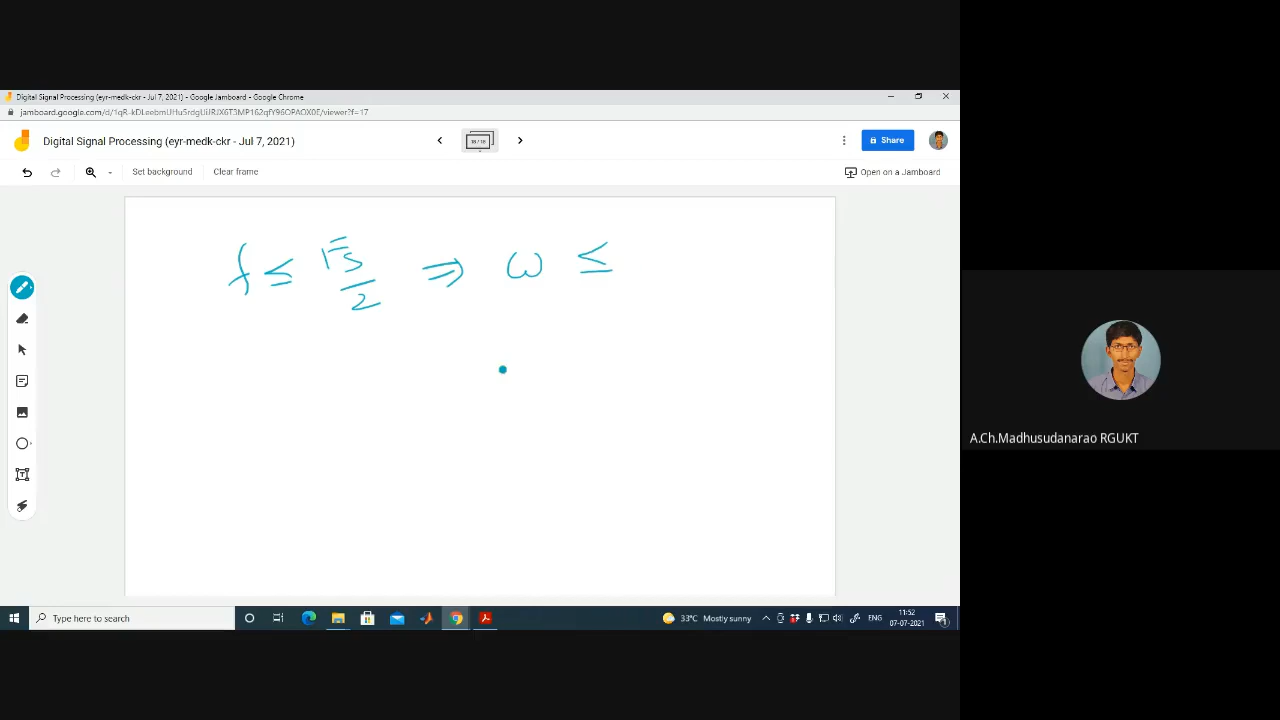 Digital Signal Processing (eyr-medk-ckr - Jul 7, 2021) - Google Jamboard - Google Chrome
Digital Signal Processing (eyr-medk-ckr - Jul 7, 2021)
18 / 18
Share
Set background
Clear frame
Open on a Jamboard
f ≤ Fs/2 ⇒ ω ≤
A.Ch.Madhusudanarao RGUKT
Type here to search
33°C Mostly sunny
ENG
11:52
07-07-2021